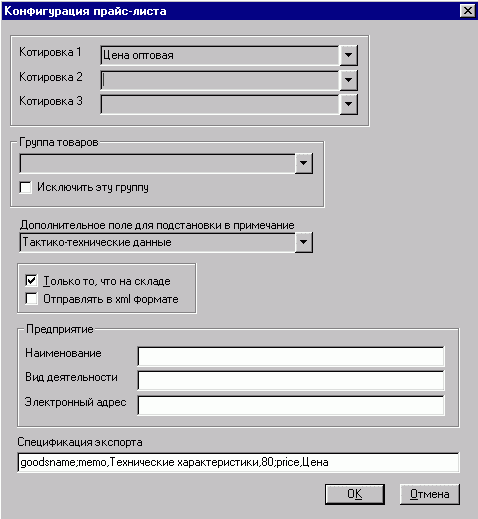 Конфигурация прайс-листа
Котировка 1 Цена оптовая
Котировка 2
Котировка 3
Группа товаров
Исключить эту группу
Дополнительное поле для подстановки в примечание
Тактико-технические данные
Только то, что на складе
Отправлять в xml формате
Предприятие
Наименование
Вид деятельности
Электронный адрес
Спецификация экспорта
goodsname;memo,Технические характеристики,80;price,Цена
OK Отмена